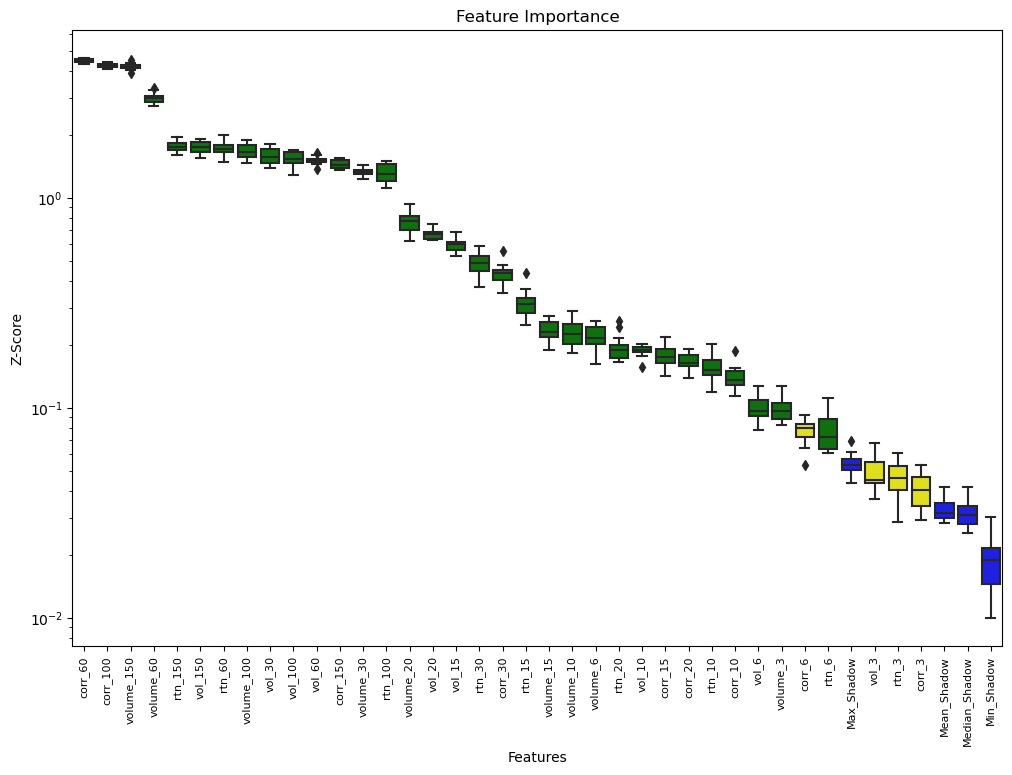 Feature Importance
Z-Score
10^0
10^-1
10^-2
corr_60
corr_100
volume_150
volume_60
rtn_150
vol_150
rtn_60
volume_100
vol_30
vol_100
vol_60
corr_150
volume_30
rtn_100
volume_20
vol_20
vol_15
rtn_30
corr_30
rtn_15
volume_15
volume_10
volume_6
rtn_20
vol_10
corr_15
corr_20
rtn_10
corr_10
vol_6
volume_3
corr_6
rtn_6
Max_Shadow
vol_3
rtn_3
corr_3
Mean_Shadow
Median_Shadow
Min_Shadow
Features